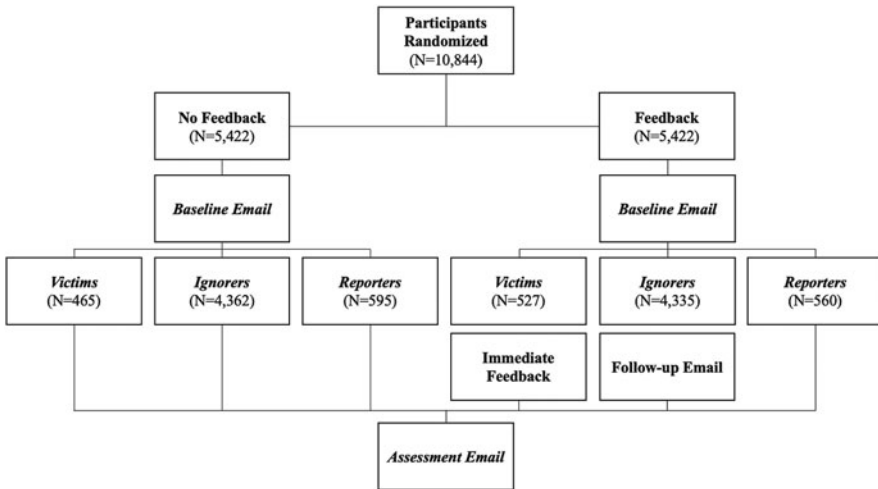 Participants
Randomized
(N=10,844)
No Feedback
(N=5,422)
Feedback
(N=5,422)
Baseline Email
Baseline Email
Victims
(N=465)
Ignorers
(N=4,362)
Reporters
(N=595)
Victims
(N=527)
Ignorers
(N=4,335)
Reporters
(N=560)
Immediate
Feedback
Follow-up Email
Assessment Email